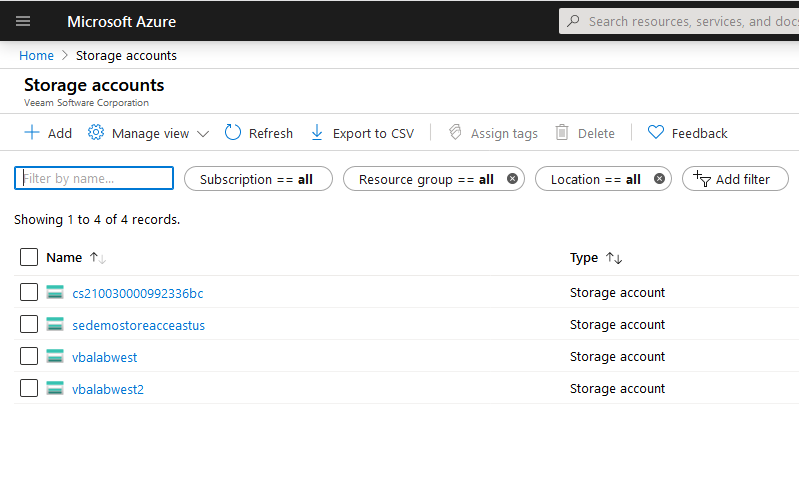 Microsoft Azure
Search resources, services, and docs
Home > Storage accounts
Storage accounts
Veeam Software Corporation
Add Manage view Refresh Export to CSV Assign tags Delete Feedback
Filter by name... Subscription == all Resource group == all Location == all Add filter
Showing 1 to 4 of 4 records.
Name Type
cs210030000992336bc Storage account
sedemostoreacceastus Storage account
vbalabwest Storage account
vbalabwest2 Storage account